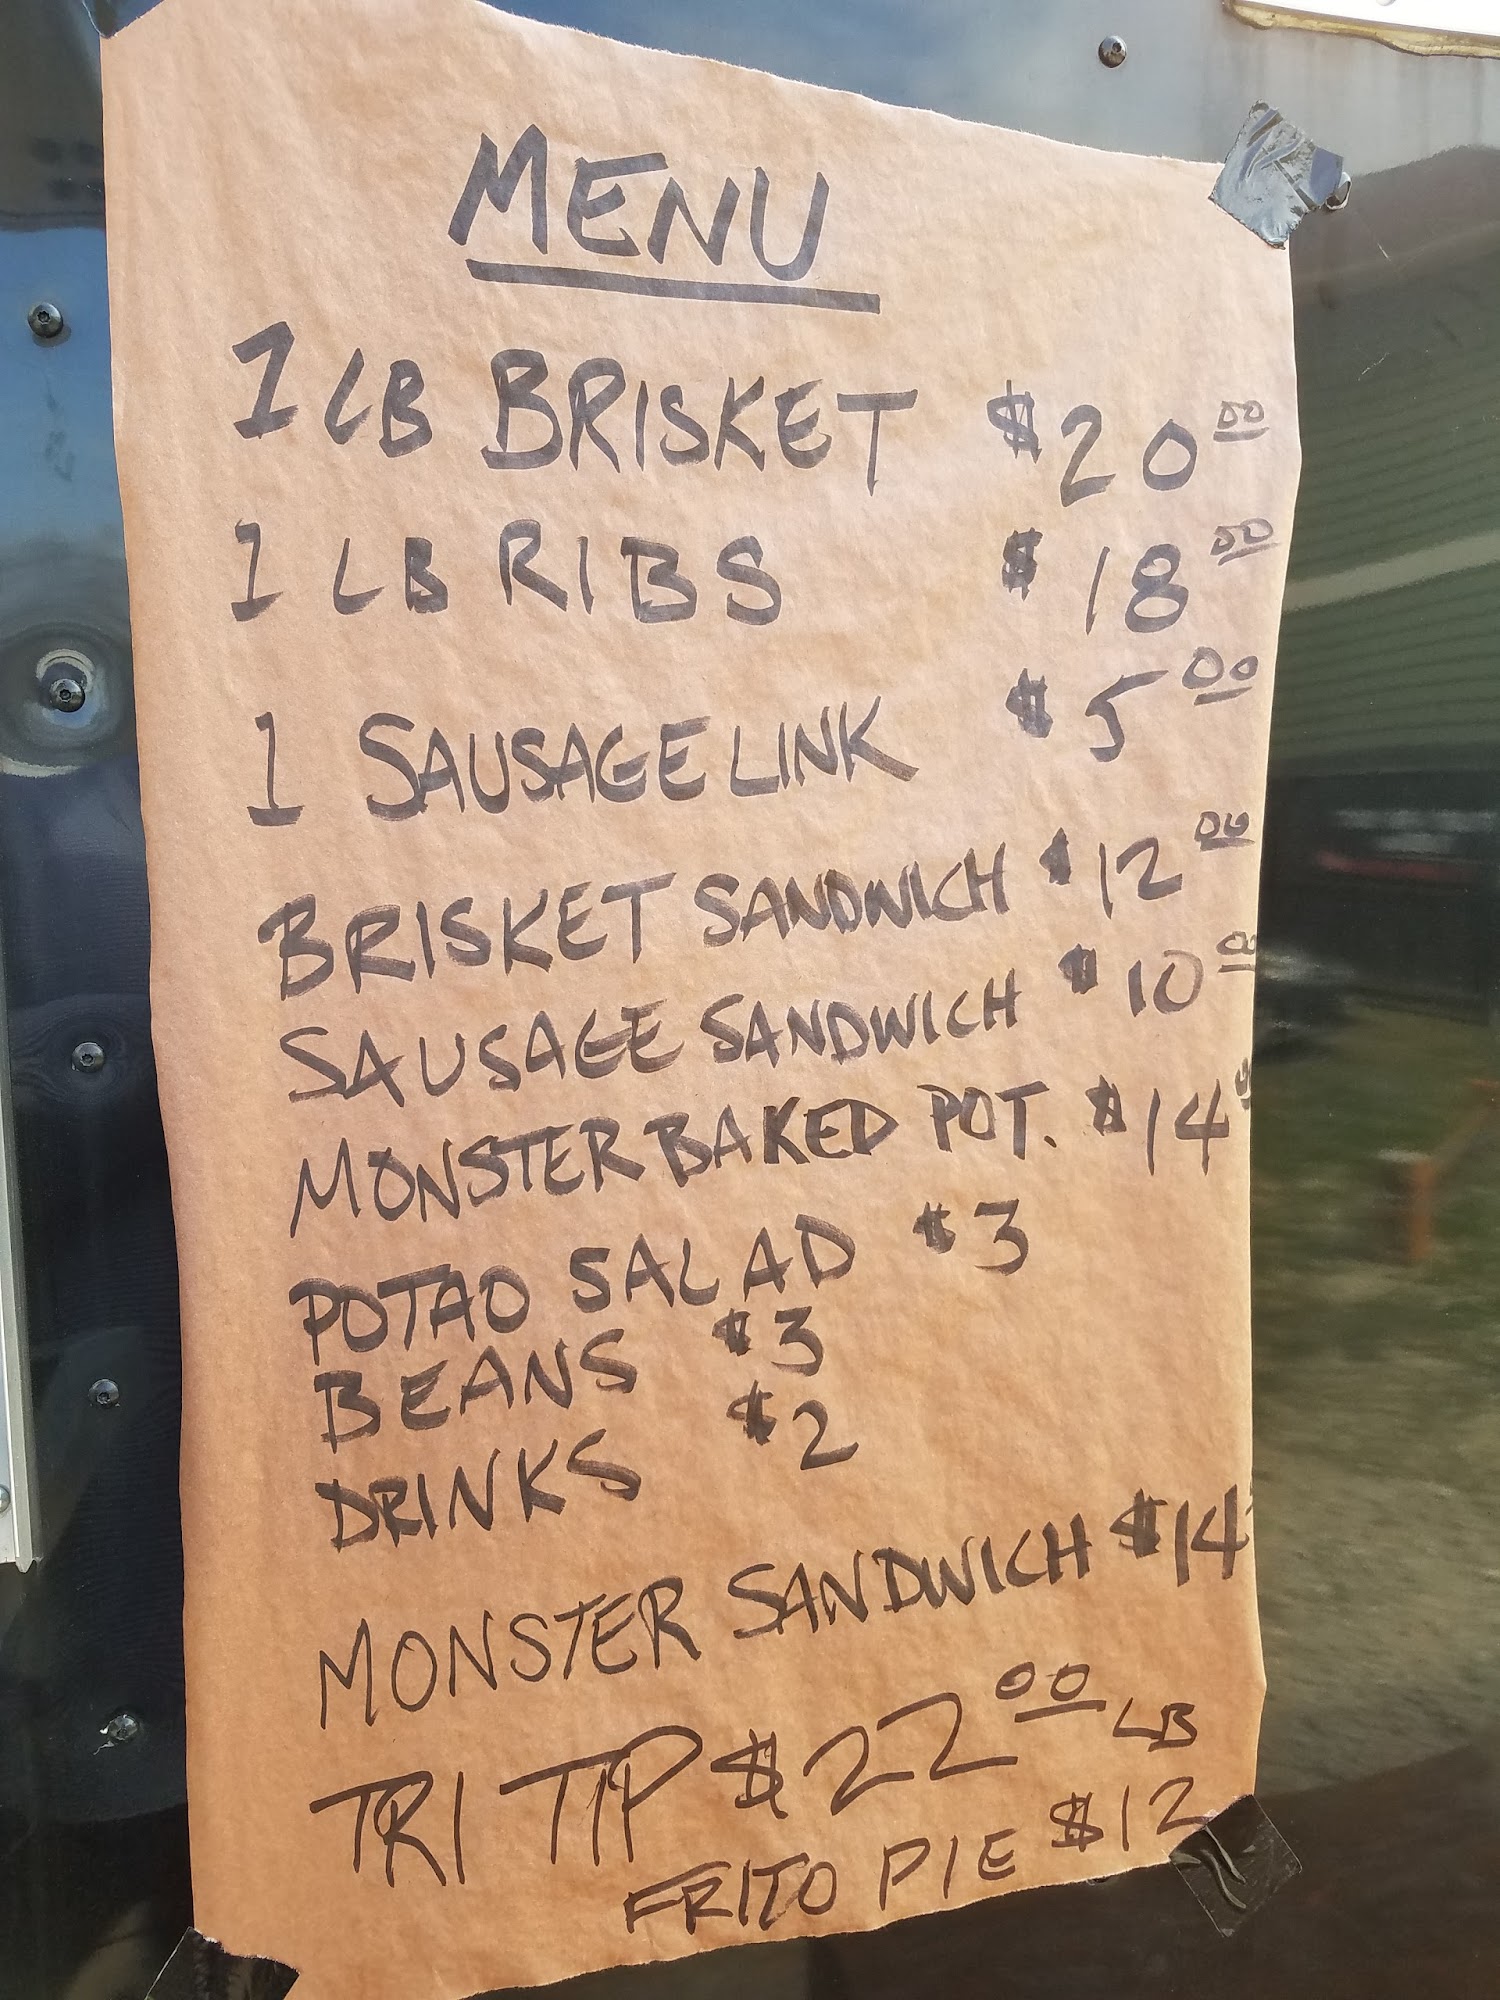 MENU
1 LB BRISKET $20 00
1 LB RIBS $18 00
1 SAUSAGE LINK $5 00
BRISKET SANDWICH $12 00
SAUSAGE SANDWICH $10 00
MONSTER BAKED POT. $14 00
POTAO SALAD $3
BEANS $3
DRINKS $2
MONSTER SANDWICH $14
TRI TIP $22 00 LB
FRITO PIE $12